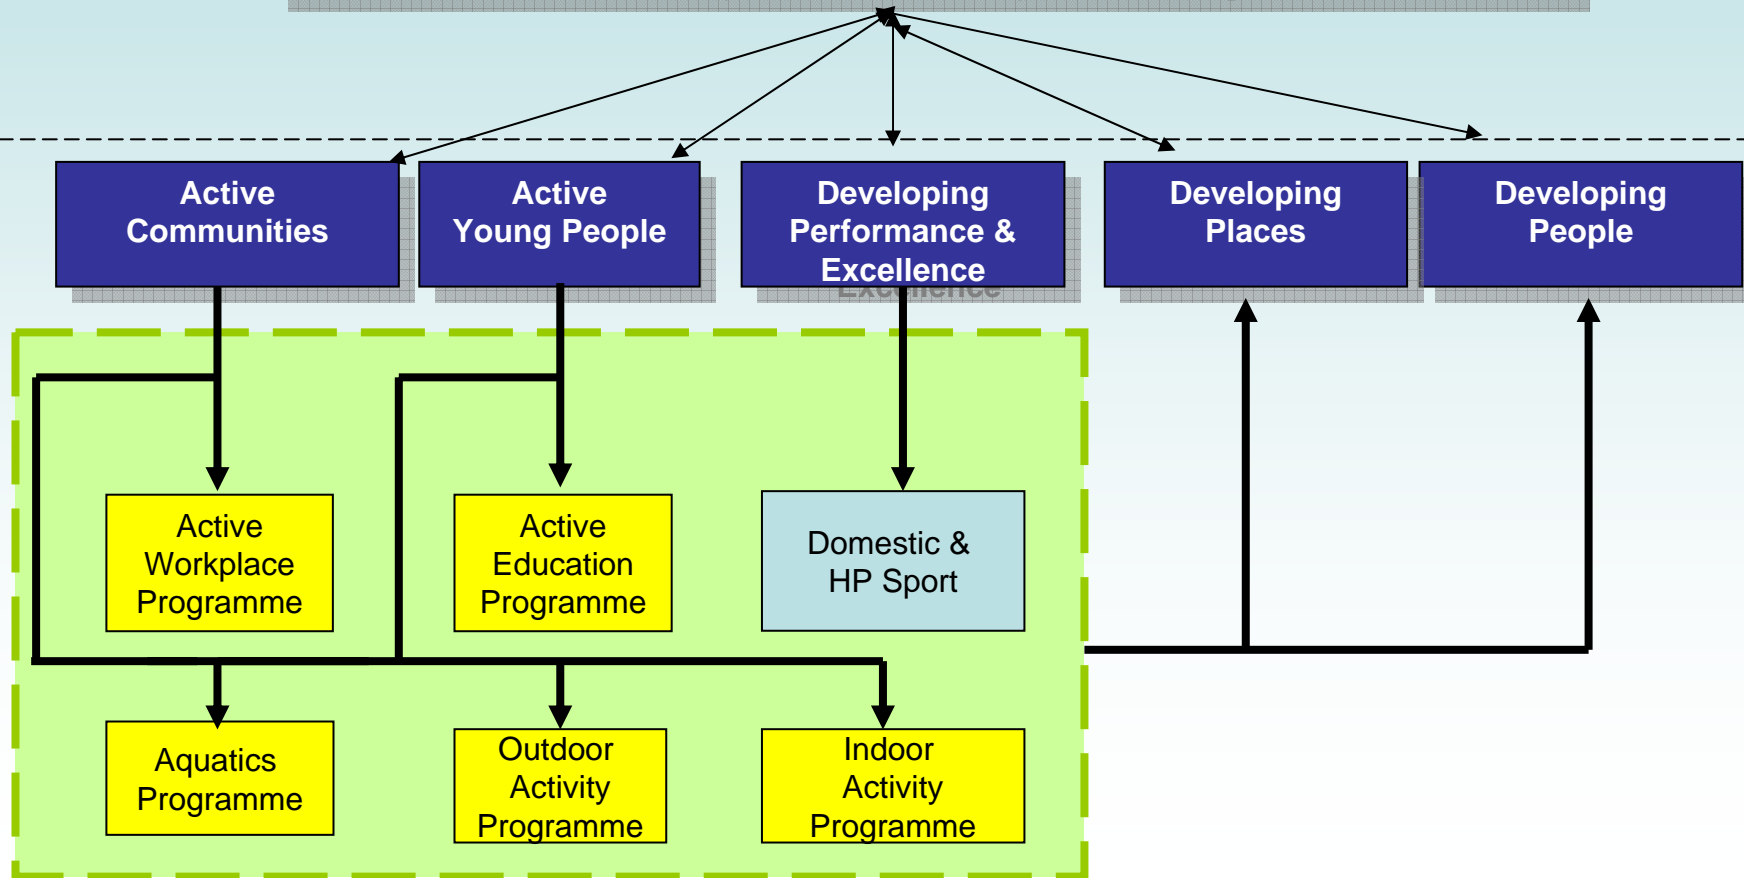 Active
Communities
Active
Young People
Developing
Performance &
Excellence
Developing
Places
Developing
People
Active
Workplace
Programme
Active
Education
Programme
Domestic &
HP Sport
Aquatics
Programme
Outdoor
Activity
Programme
Indoor
Activity
Programme